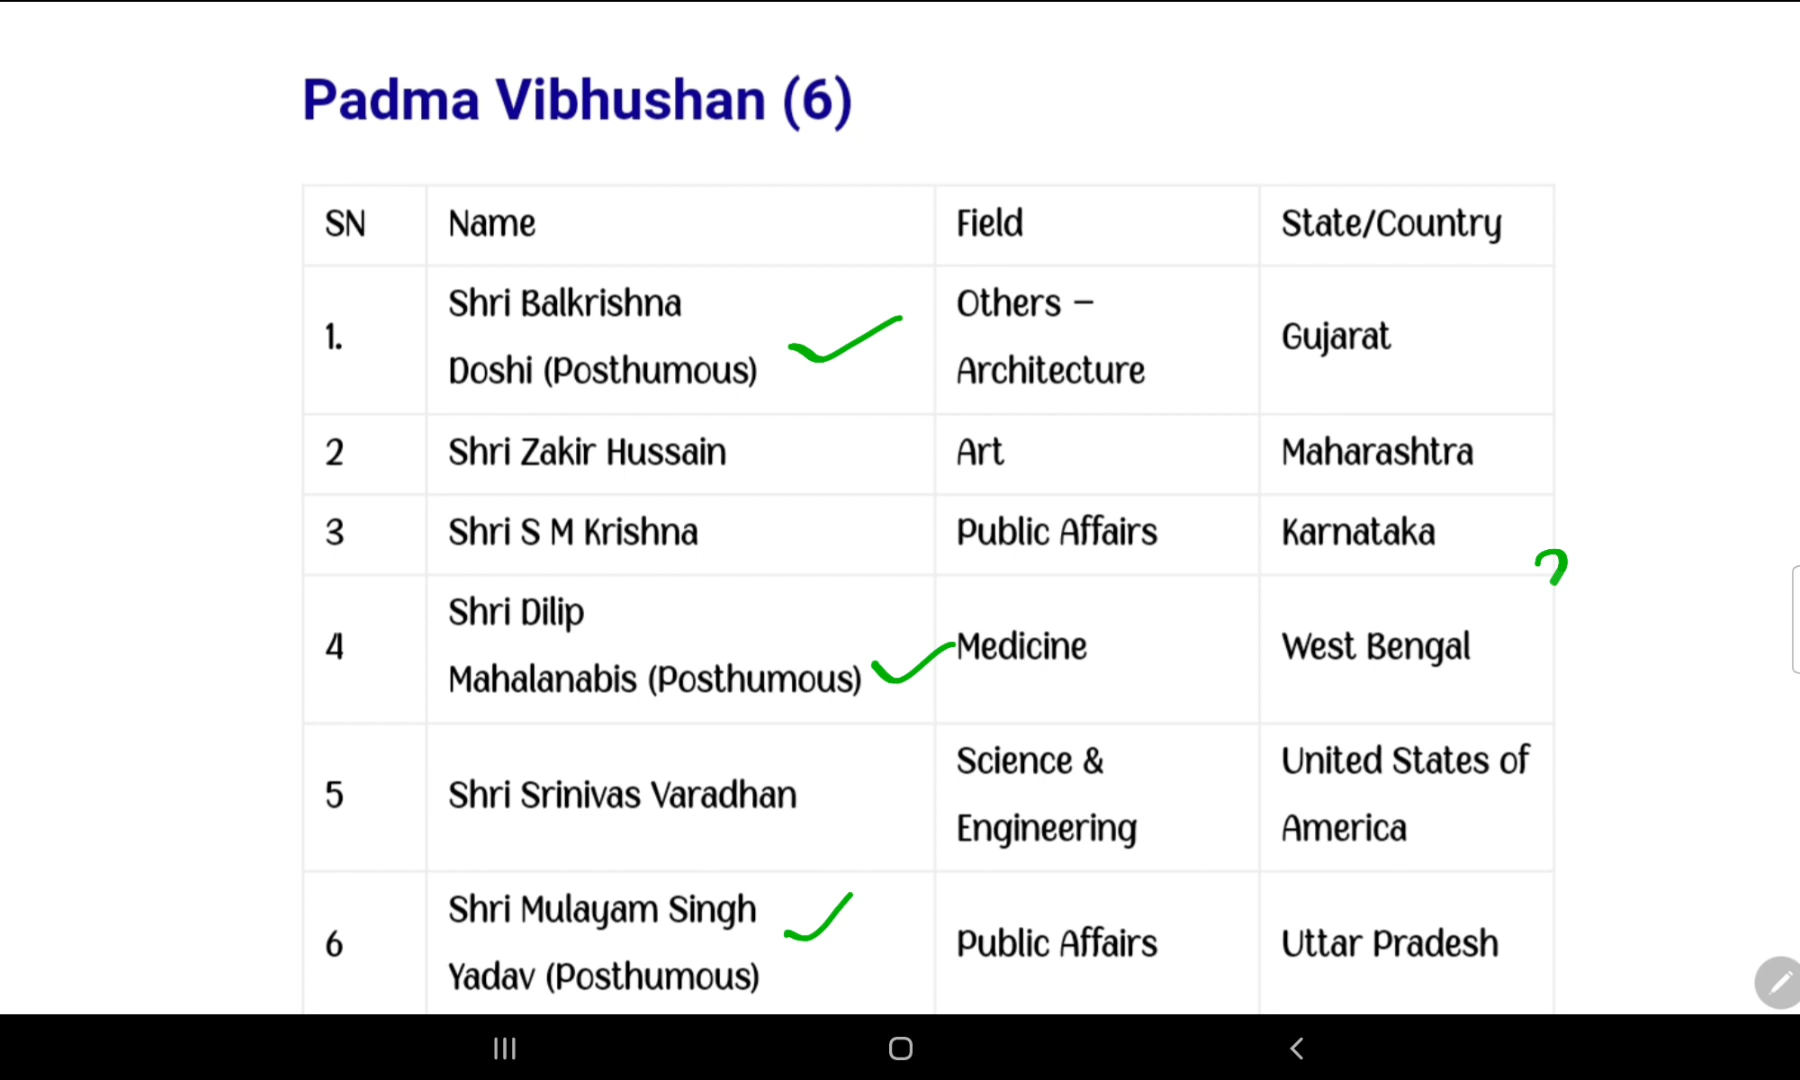 Padma Vibhushan (6)
SN Name Field State/Country
1. Shri Balkrishna Doshi (Posthumous) Others – Architecture Gujarat
2 Shri Zakir Hussain Art Maharashtra
3 Shri S M Krishna Public Affairs Karnataka
?
4 Shri Dilip Mahalanabis (Posthumous) Medicine West Bengal
5 Shri Srinivas Varadhan Science & Engineering United States of America
6 Shri Mulayam Singh Yadav (Posthumous) Public Affairs Uttar Pradesh